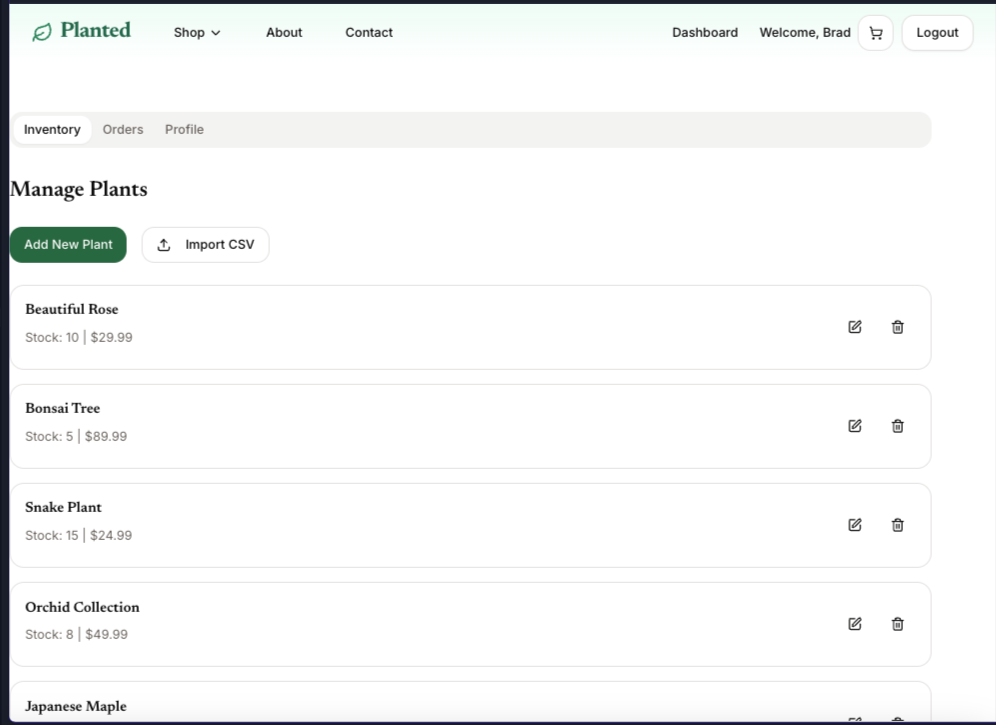 Planted Shop About Contact Dashboard Welcome, Brad Logout
Inventory Orders Profile
Manage Plants
Add New Plant Import CSV
Beautiful Rose
Stock: 10 | $29.99
Bonsai Tree
Stock: 5 | $89.99
Snake Plant
Stock: 15 | $24.99
Orchid Collection
Stock: 8 | $49.99
Japanese Maple